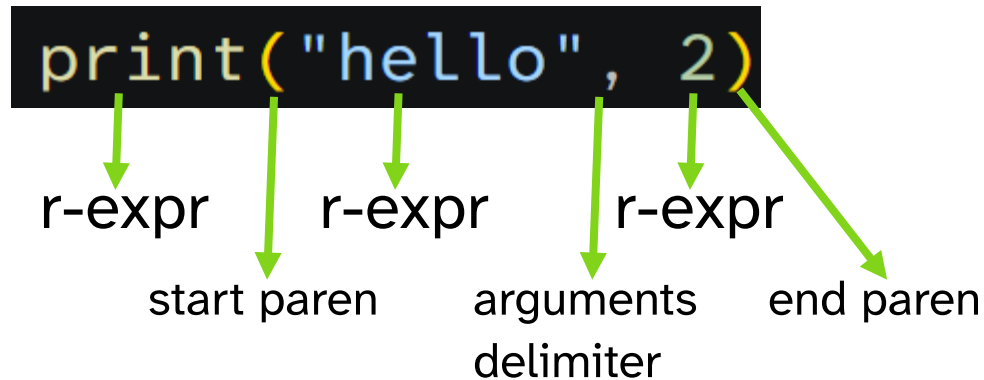 print("hello", 2)
r-expr r-expr r-expr
start paren arguments delimiter end paren